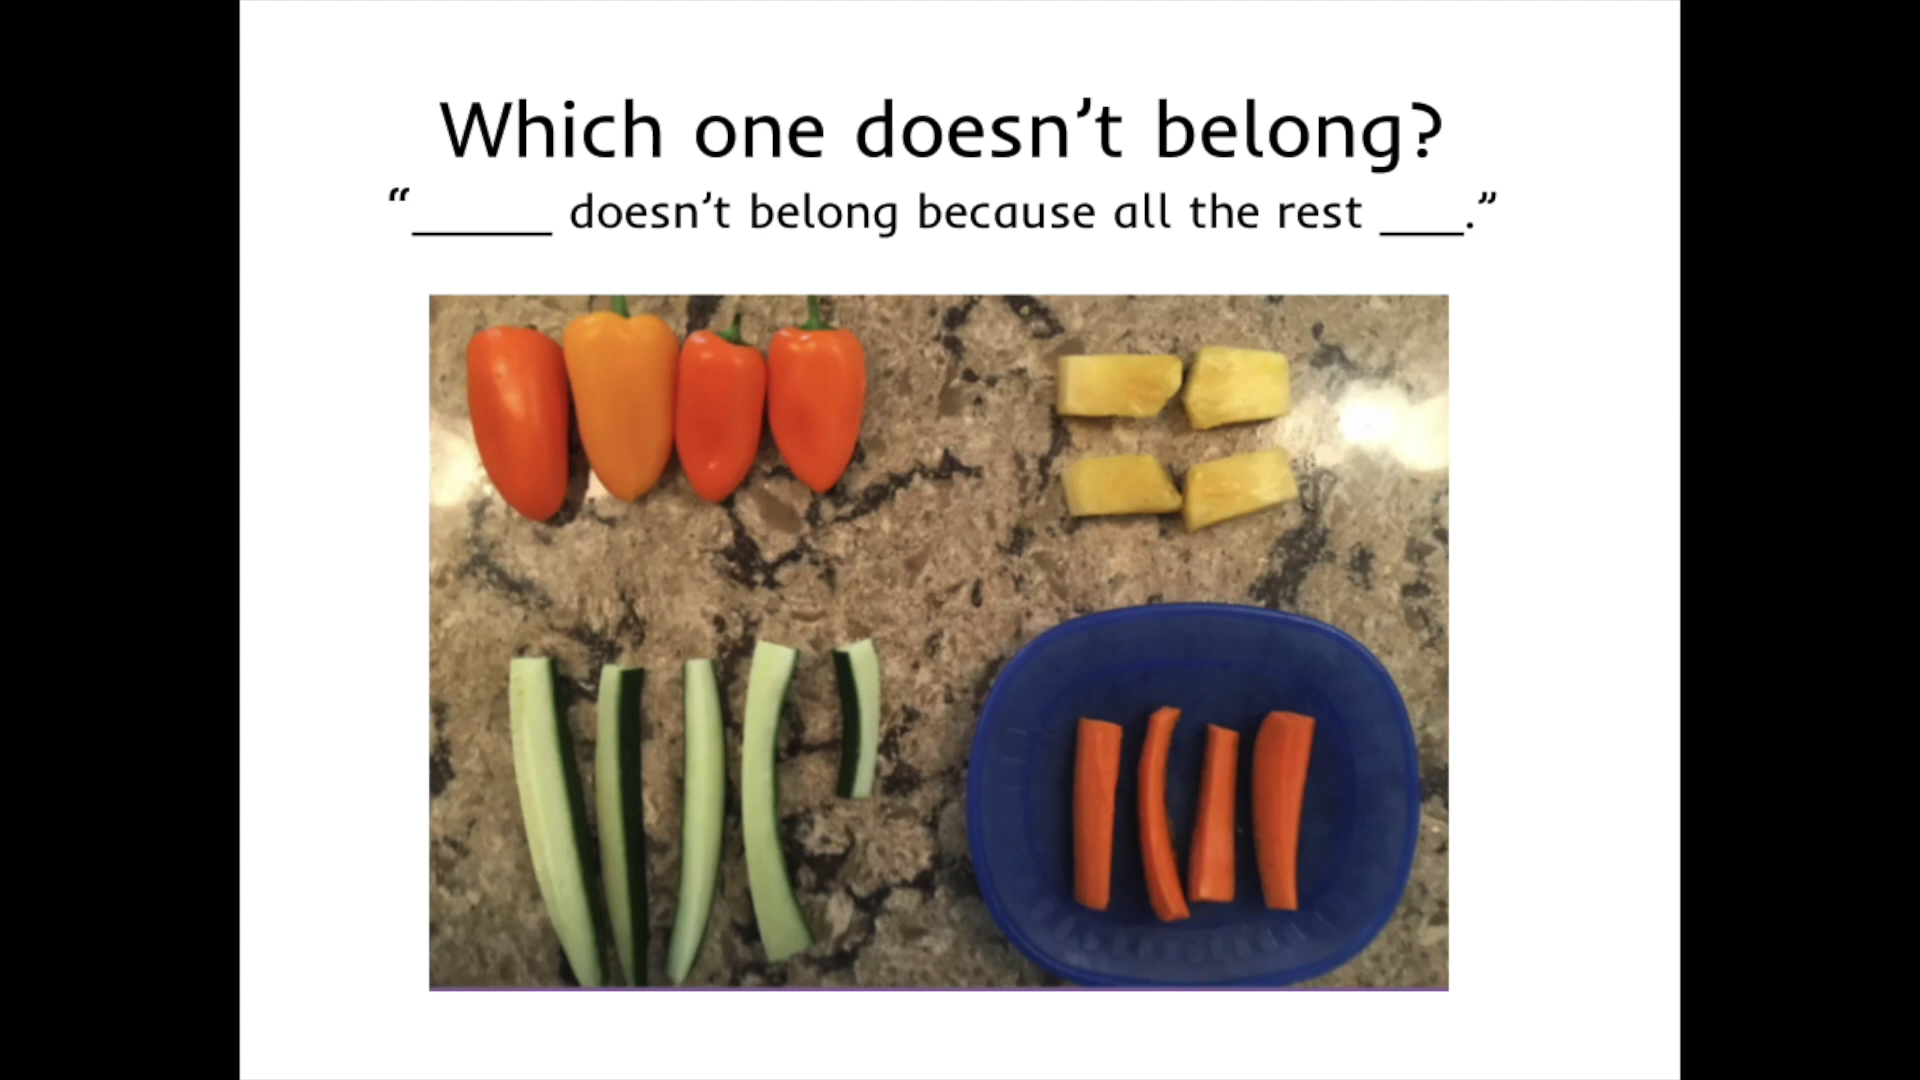 Which one doesn’t belong?
“______ doesn’t belong because all the rest ____.”